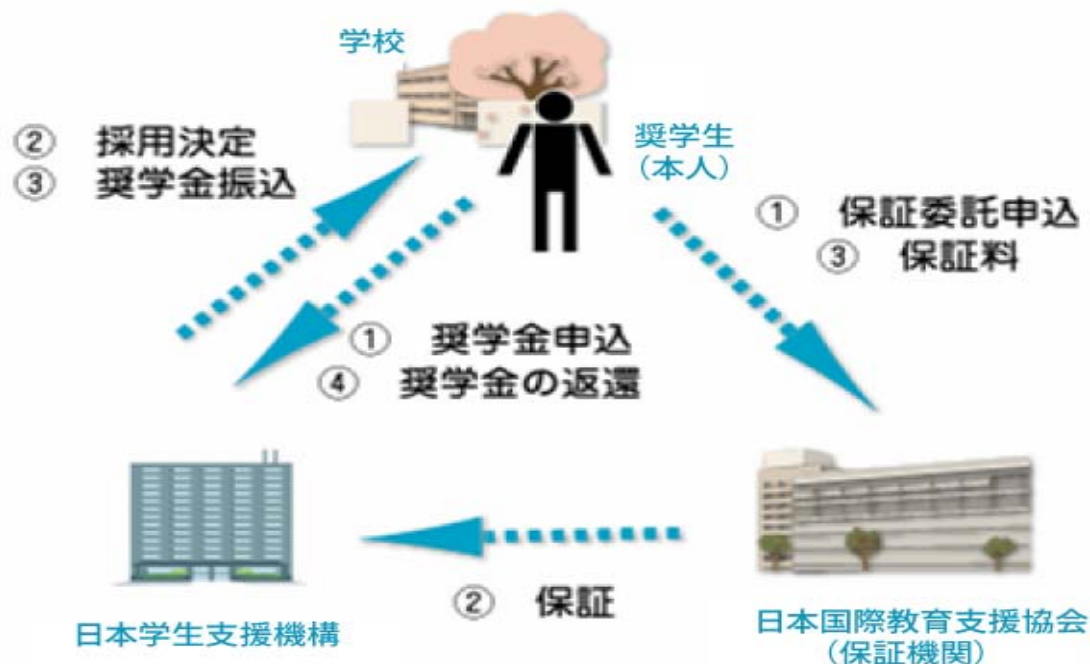 学校
奨学生
(本人)
② 採用決定
③ 奨学金振込
① 保証委託申込
③ 保証料
① 奨学金申込
④ 奨学金の返還
② 保証
日本学生支援機構
日本国際教育支援協会
(保証機関)